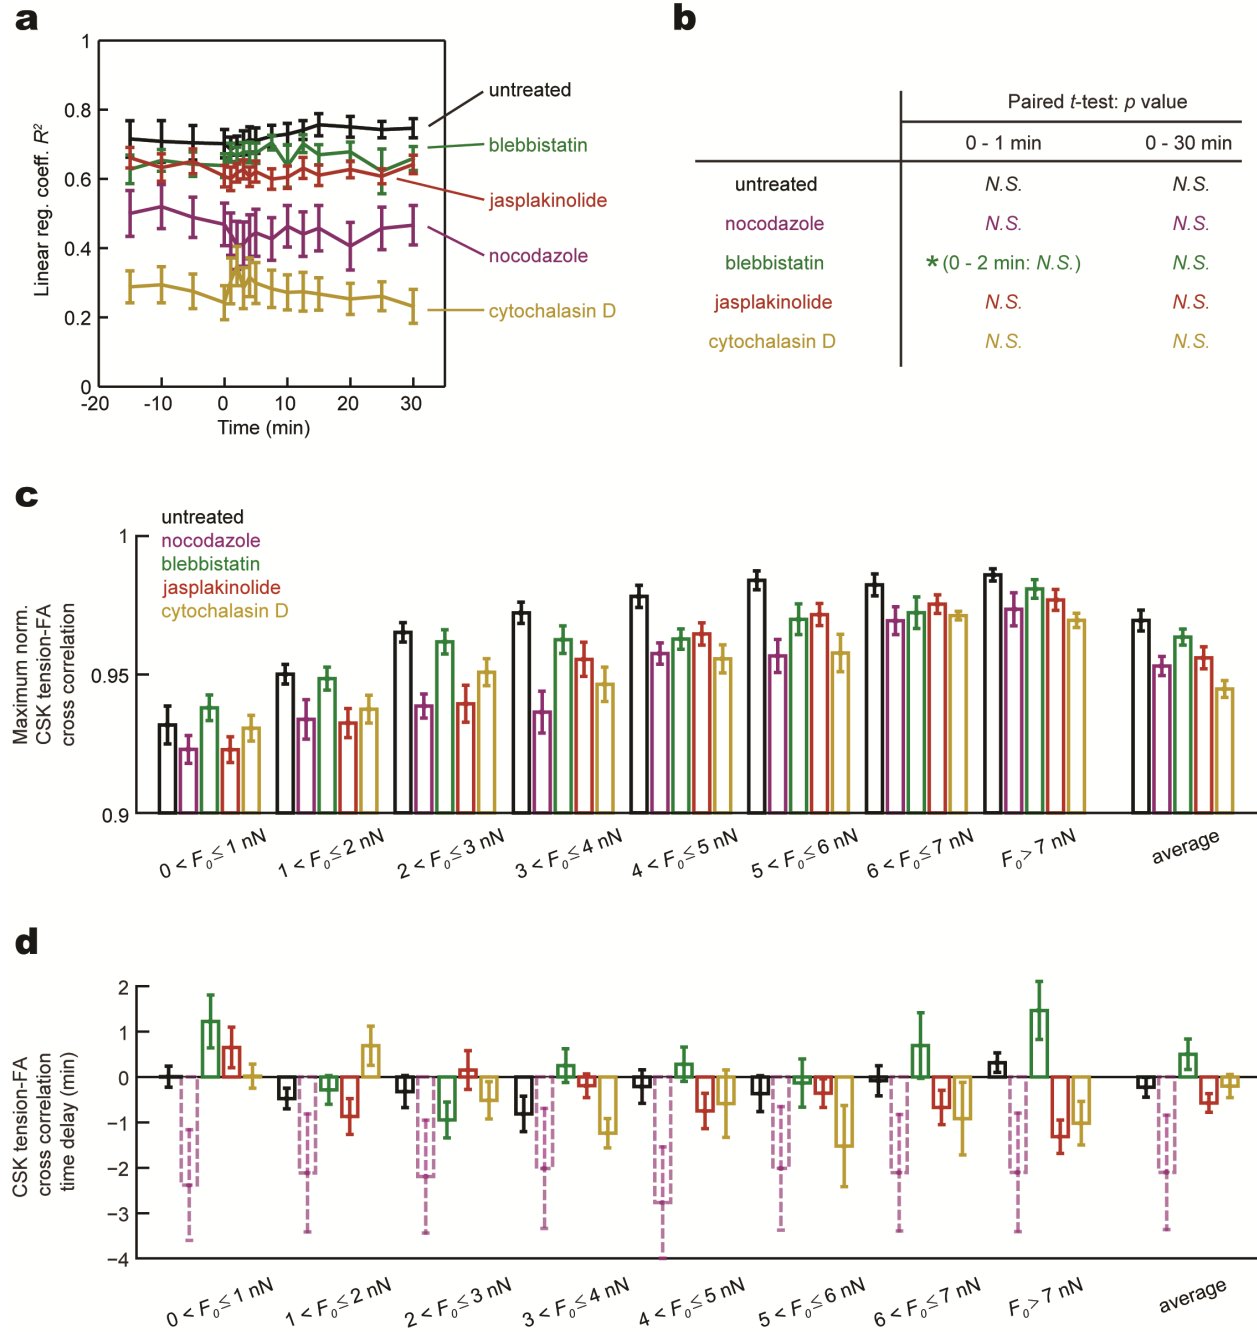 a
1
0.8
0.6
0.4
0.2
0
-20
-10
0
10
20
30
Linear reg. coeff. R²
Time (min)
untreated
blebbistatin
jasplakinolide
nocodazole
cytochalasin D
b
Paired t-test: p value
0 - 1 min
0 - 30 min
untreated N.S. N.S.
nocodazole N.S. N.S.
blebbistatin * (0 - 2 min: N.S.) N.S.
jasplakinolide N.S. N.S.
cytochalasin D N.S. N.S.
c
untreated
nocodazole
blebbistatin
jasplakinolide
cytochalasin D
1
0.95
0.9
Maximum norm.
CSK tension-FA
cross correlation
0 < F₀ ≤ 1 nN
1 < F₀ ≤ 2 nN
2 < F₀ ≤ 3 nN
3 < F₀ ≤ 4 nN
4 < F₀ ≤ 5 nN
5 < F₀ ≤ 6 nN
6 < F₀ ≤ 7 nN
F₀ > 7 nN
average
d
2
1
0
−1
−2
−3
−4
CSK tension-FA
cross correlation
time delay (min)
0 < F₀ ≤ 1 nN
1 < F₀ ≤ 2 nN
2 < F₀ ≤ 3 nN
3 < F₀ ≤ 4 nN
4 < F₀ ≤ 5 nN
5 < F₀ ≤ 6 nN
6 < F₀ ≤ 7 nN
F₀ > 7 nN
average